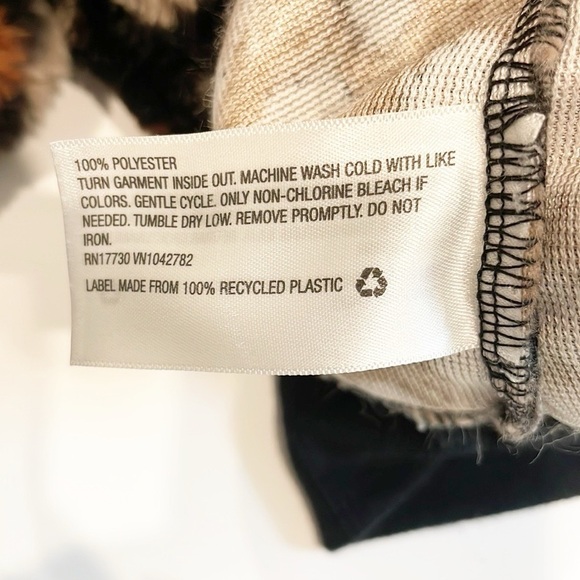 100% POLYESTER
TURN GARMENT INSIDE OUT. MACHINE WASH COLD WITH LIKE
COLORS. GENTLE CYCLE. ONLY NON-CHLORINE BLEACH IF
NEEDED. TUMBLE DRY LOW. REMOVE PROMPTLY. DO NOT
IRON.
RN17730 VN1042782
LABEL MADE FROM 100% RECYCLED PLASTIC